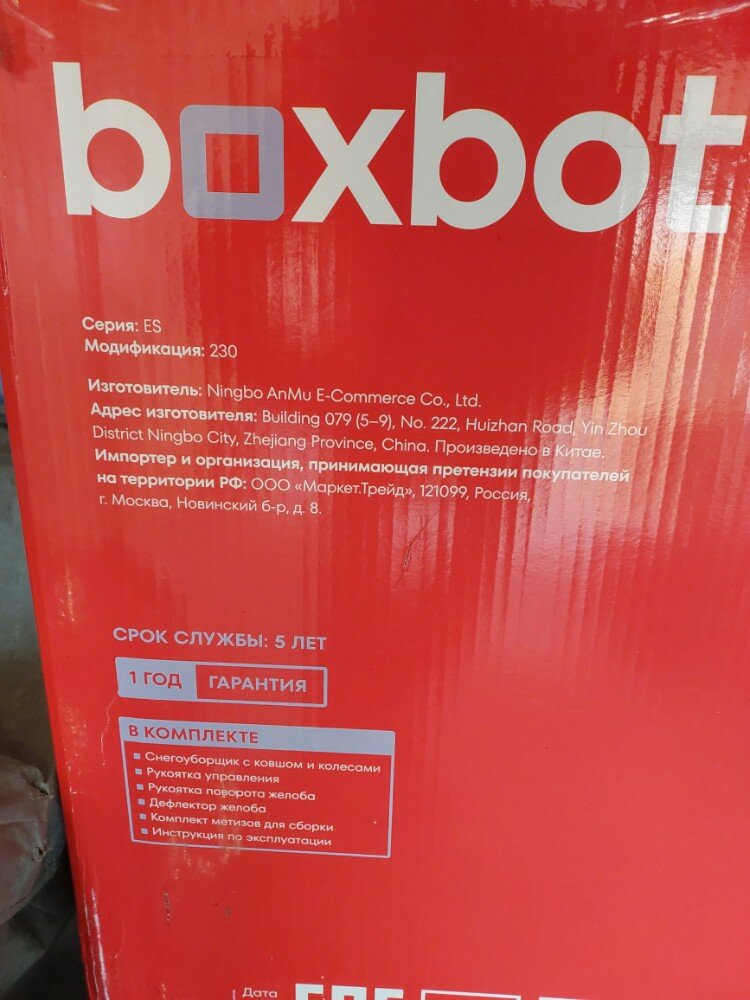 boxbot
Серия: ES
Модификация: 230
Изготовитель: Ningbo AnMu E-Commerce Co., Ltd.
Адрес изготовителя: Building 079 (5–9), No. 222, Huizhan Road, Yin Zhou
District Ningbo City, Zhejiang Province, China. Произведено в Китае.
Импортер и организация, принимающая претензии покупателей
на территории РФ: ООО «Маркет.Трейд», 121099, Россия,
г. Москва, Новинский б-р, д. 8.
СРОК СЛУЖБЫ: 5 ЛЕТ
1 ГОД ГАРАНТИЯ
В КОМПЛЕКТЕ
Снегоуборщик с ковшом и колесами
Рукоятка управления
Рукоятка поворота желоба
Дефлектор желоба
Комплект метизов для сборки
Инструкция по эксплуатации
Дата